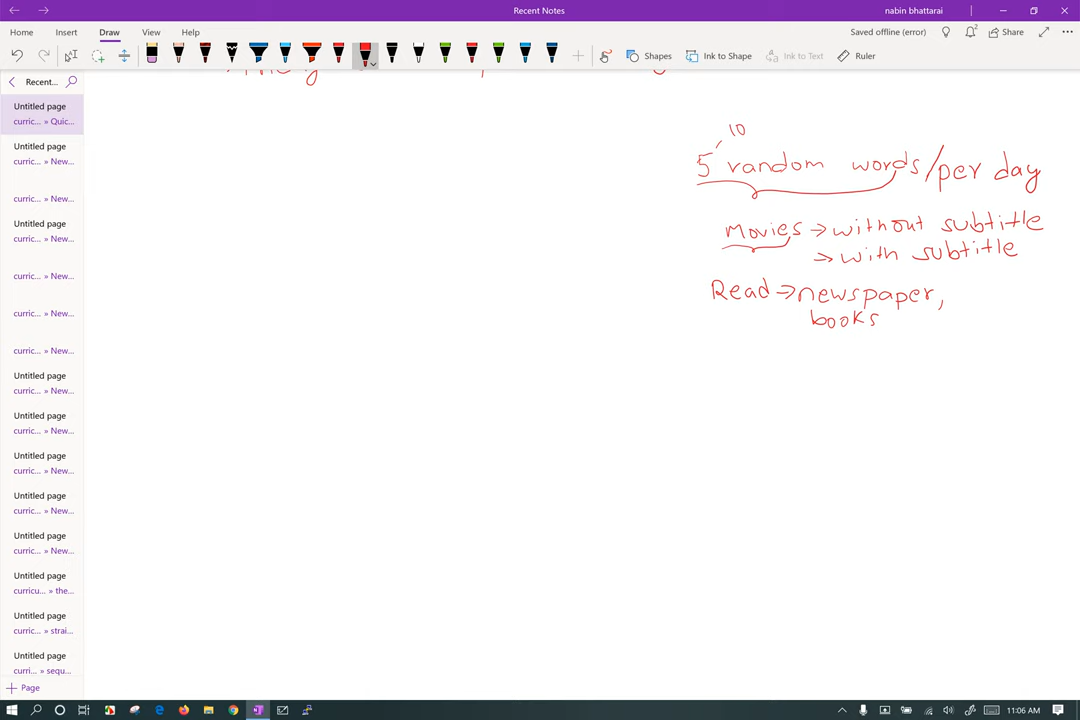 Recent Notes
nabin bhattarai
Home Insert Draw View Help
Saved offline (error)
Share
Shapes
Ink to Shape
Ink to Text
Ruler
Recent...
Untitled page
curric... » Quic...
Untitled page
curric... » New...
curric... » New...
Untitled page
curric... » New...
curric... » New...
curric... » New...
curric... » New...
Untitled page
curric... » New...
Untitled page
curric... » New...
Untitled page
curric... » New...
Untitled page
curric... » New...
Untitled page
curric... » New...
Untitled page
curricu... » the...
Untitled page
curric... » strai...
Untitled page
curri... » sequ...
Page
10
5 random words/per day
Movies → without subtitle
→ with subtitle
Read → newspaper,
books
11:06 AM